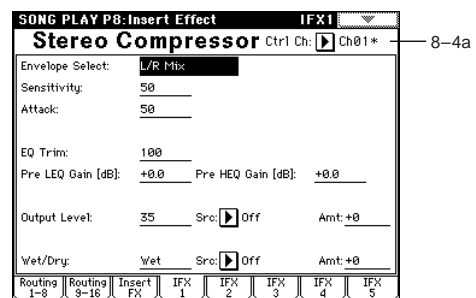 SONG PLAY P8:Insert Effect IFX1
Stereo Compressor Ctrl Ch: Ch01* 8–4a
Envelope Select: L/R Mix
Sensitivity: 50
Attack: 50
EQ Trim: 100
Pre LEQ Gain [dB]: +0.0 Pre HEQ Gain [dB]: +0.0
Output Level: 35 Src: Off Amt: +0
Wet/Dry: Wet Src: Off Amt: +0
Routing 1-8 Routing 9-16 Insert FX IFX 1 IFX 2 IFX 3 IFX 4 IFX 5